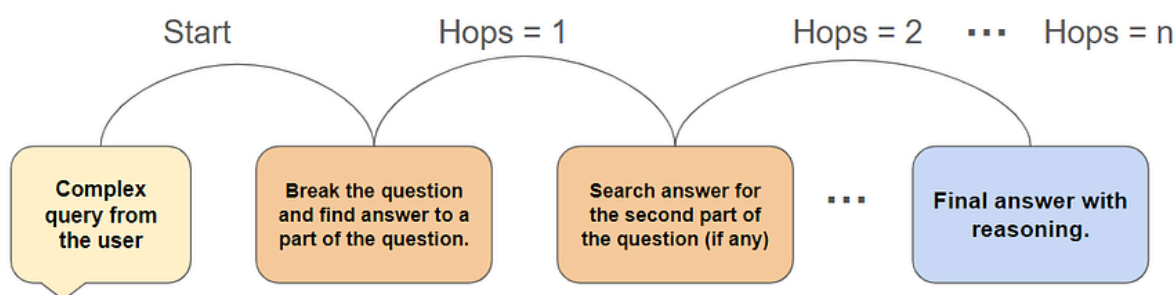 Start
Hops = 1
Hops = 2
...
Hops = n
Complex
query from
the user
Break the question
and find answer to a
part of the question.
Search answer for
the second part of
the question (if any)
...
Final answer with
reasoning.